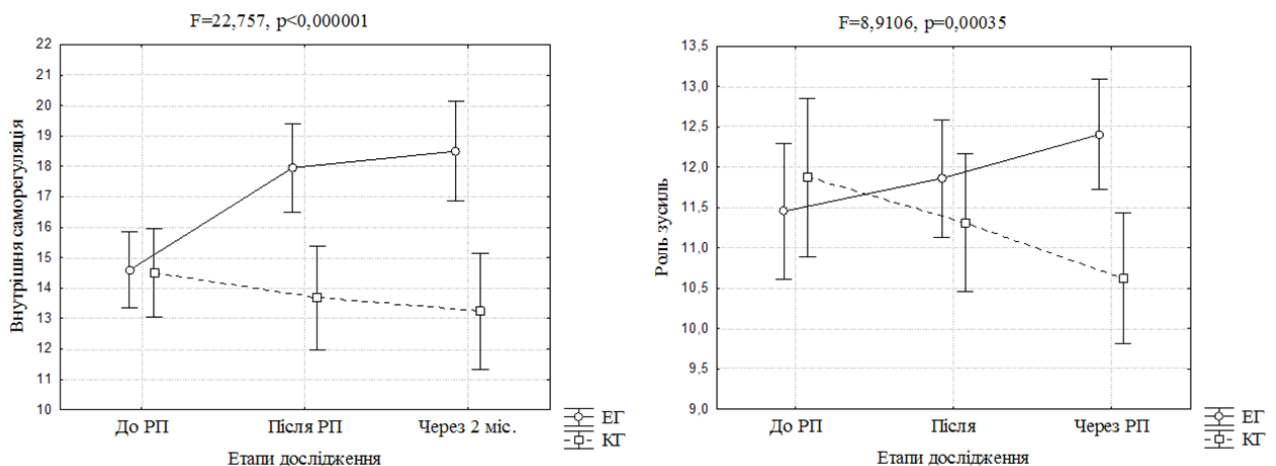 F=22,757, p<0,000001
22
21
20
19
18
17
16
15
14
13
12
11
10
Внутрішня саморегуляція
До РП
Після РП
Через 2 міс.
Етапи дослідження
ЕГ
КГ
F=8,9106, p=0,00035
13,5
13,0
12,5
12,0
11,5
11,0
10,5
10,0
9,5
9,0
Роль зусиль
До РП
Після
Через РП
Етапи дослідження
ЕГ
КГ